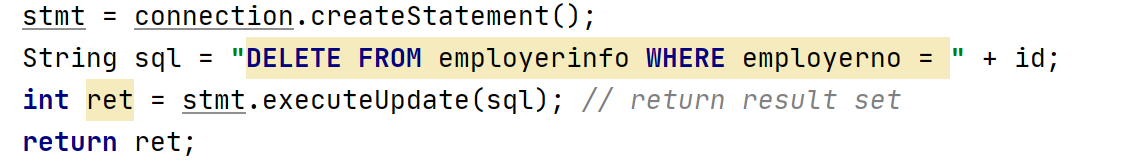 stmt = connection.createStatement();
String sql = "DELETE FROM employerinfo WHERE employerno = " + id;
int ret = stmt.executeUpdate(sql); // return result set
return ret;